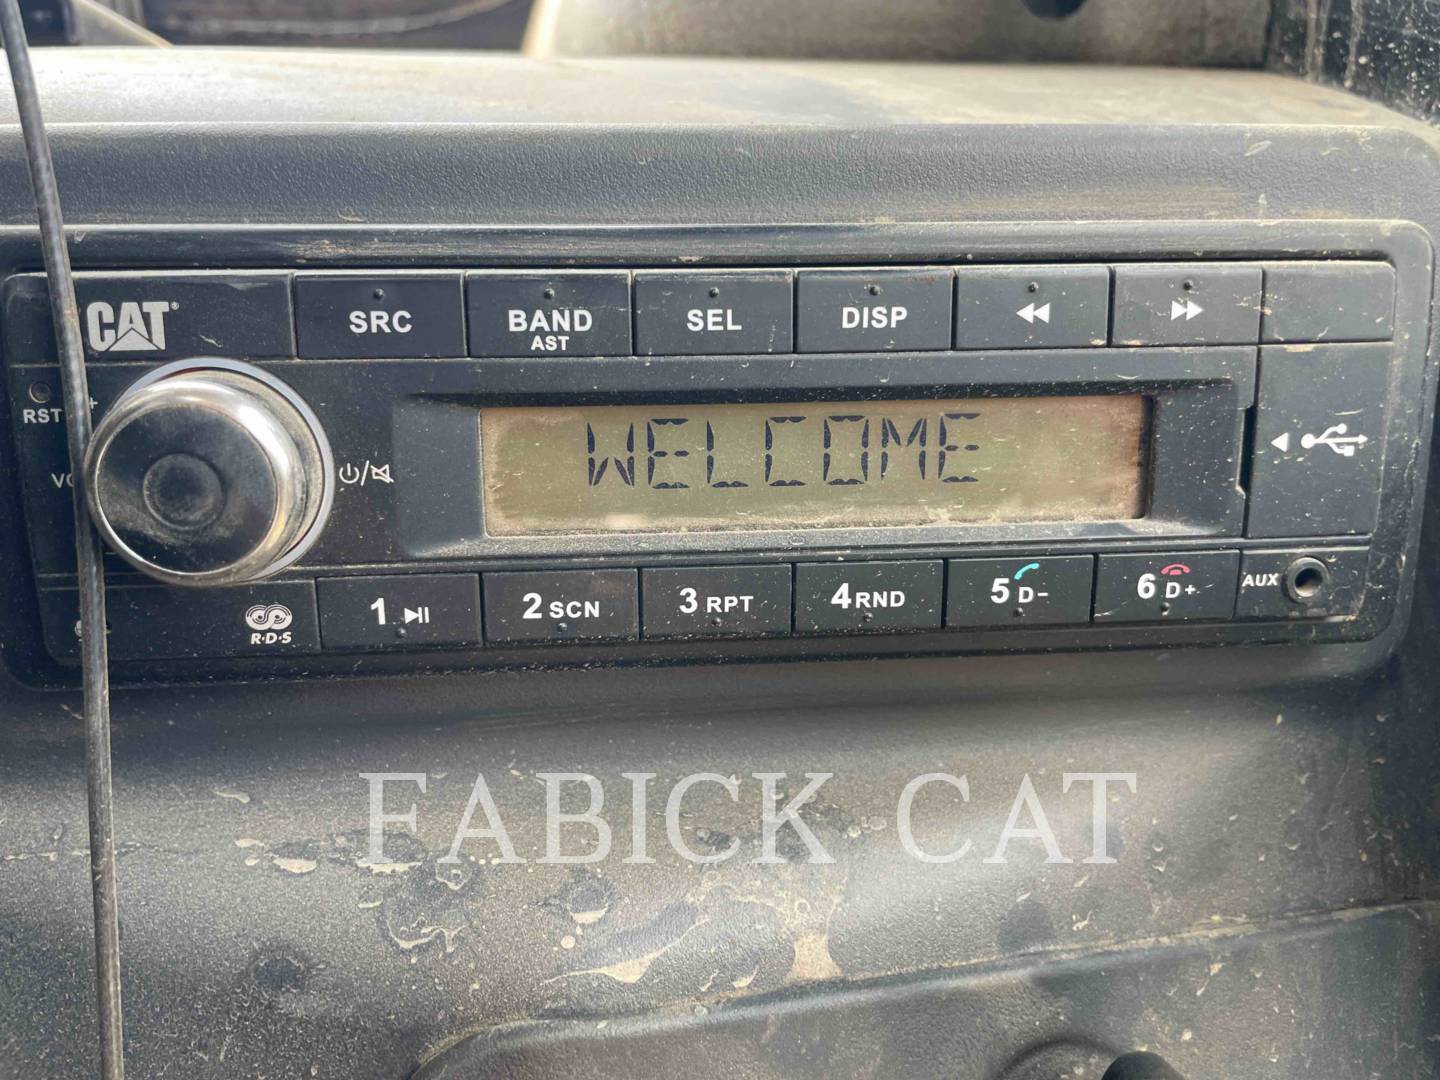 CAT®
SRC
BAND
AST
SEL
DISP
RST
+
WELCOME
R·D·S
1
2 SCN
3 RPT
4 RND
5 D-
6 D+
AUX
FABICK CAT